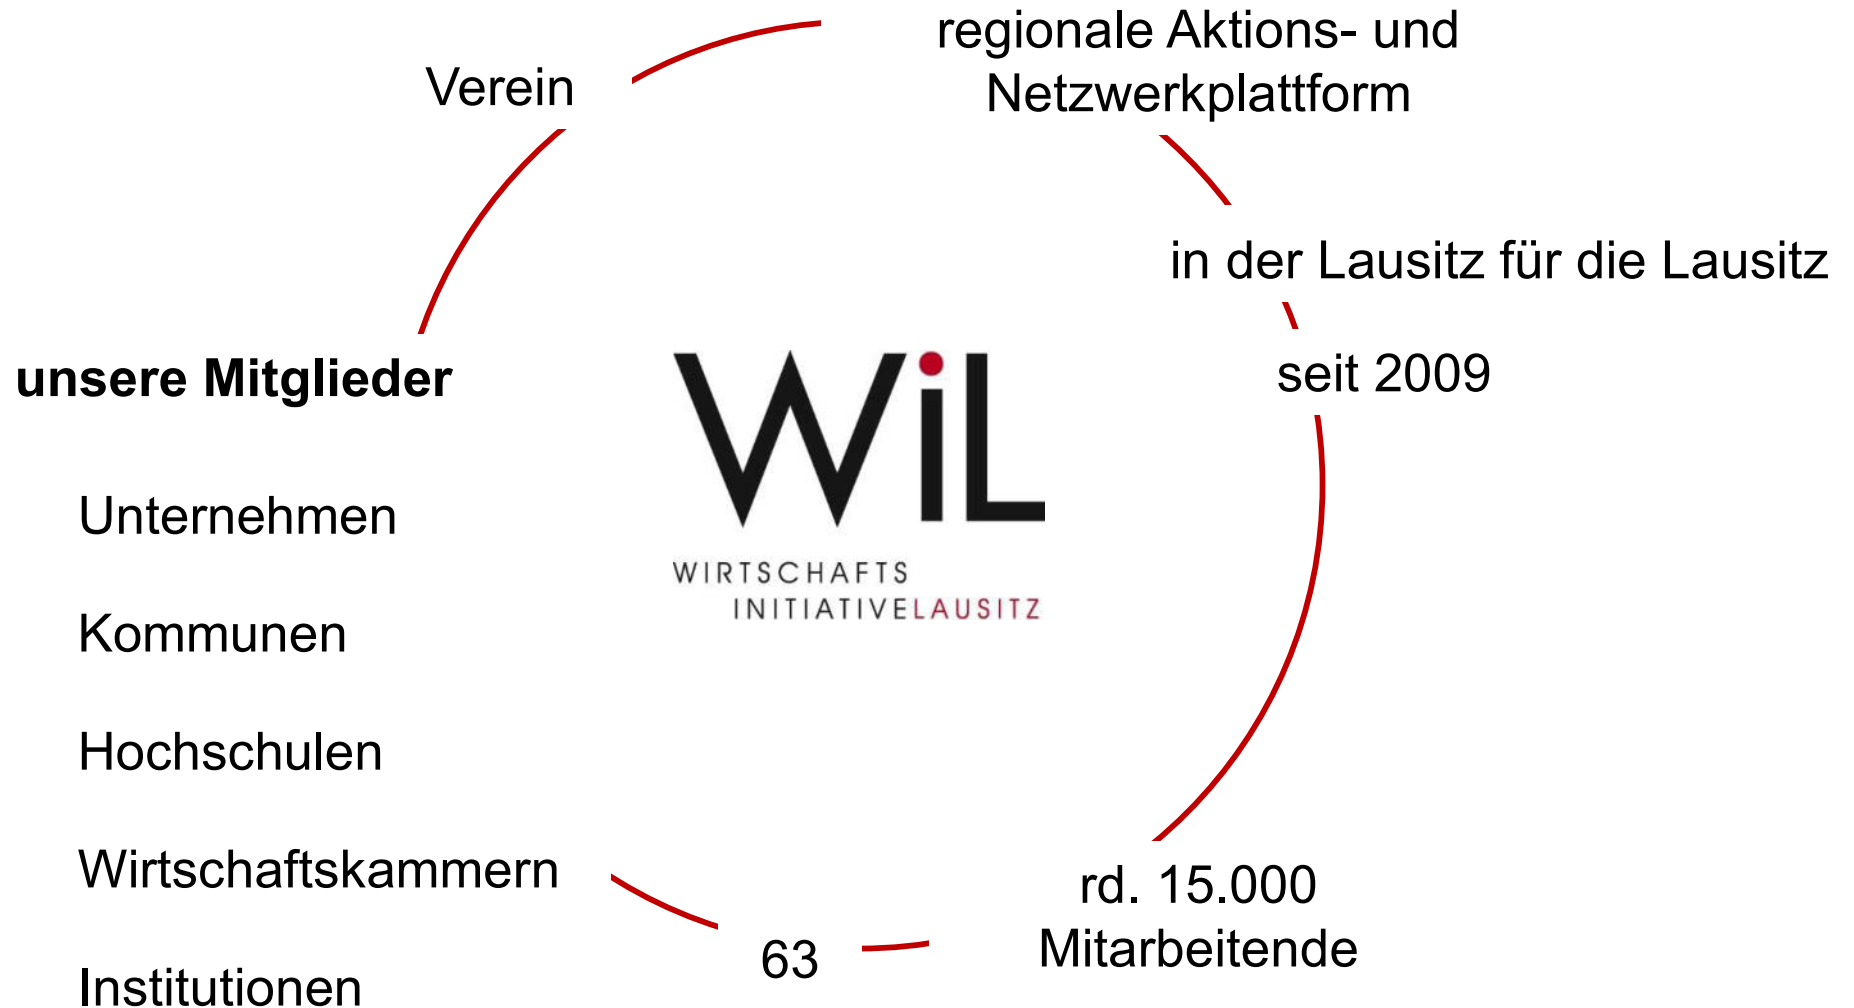 regionale Aktions- und
Netzwerkplattform
Verein
in der Lausitz für die Lausitz
seit 2009
unsere Mitglieder
Unternehmen
Kommunen
Hochschulen
Wirtschaftskammern
Institutionen
WiL
WIRTSCHAFTS
INITIATIVELAUSITZ
rd. 15.000
Mitarbeitende
63